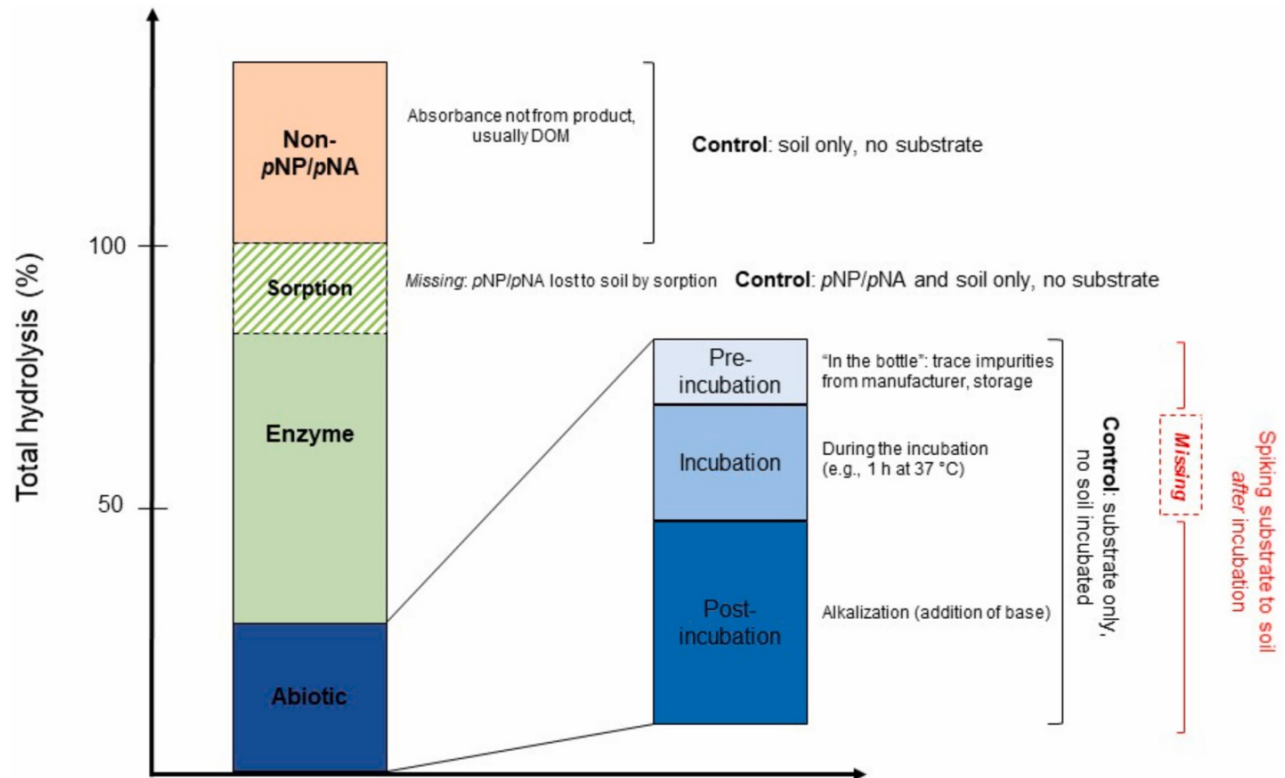 Total hydrolysis (%)
100
50
Non-
pNP/pNA
Sorption
Enzyme
Abiotic
Absorbance not from product,
usually DOM
Control: soil only, no substrate
Missing: pNP/pNA lost to soil by sorption
Control: pNP/pNA and soil only, no substrate
Pre-
incubation
Incubation
Post-
incubation
“In the bottle”: trace impurities
from manufacturer, storage
During the incubation
(e.g., 1 h at 37 °C)
Alkalization (addition of base)
Control: substrate only,
no soil incubated
Missing
Spiking substrate to soil
after incubation